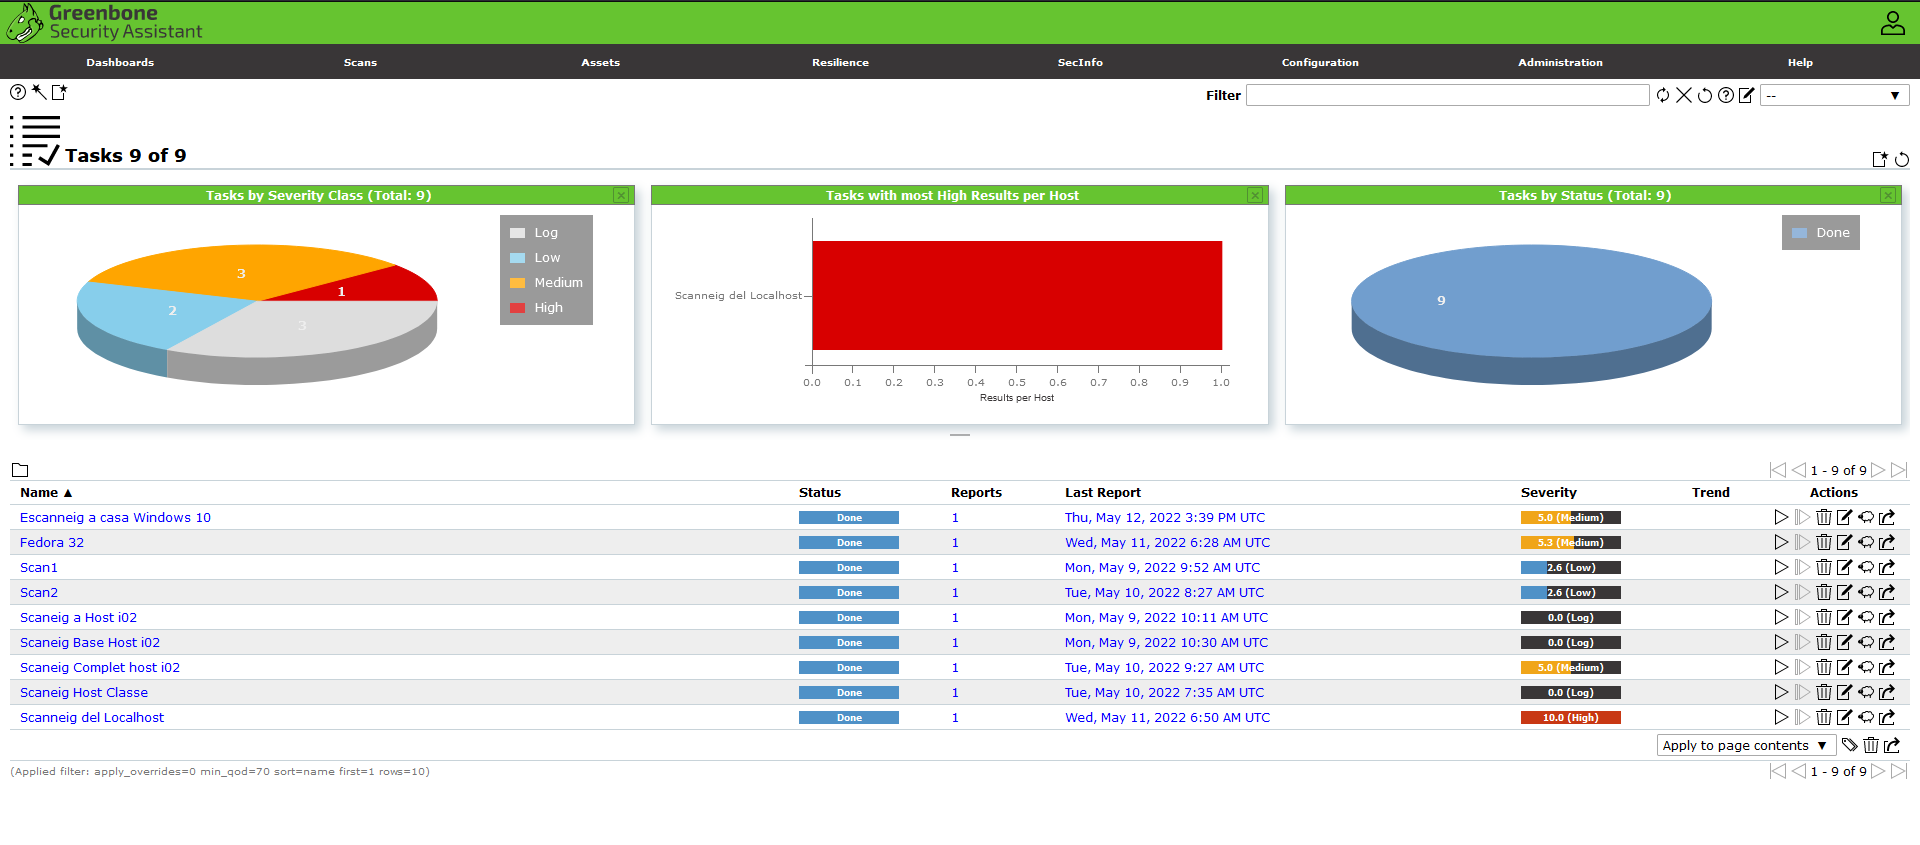 Greenbone
Security Assistant
Dashboards Scans Assets Resilience SecInfo Configuration Administration Help
Filter --
Tasks 9 of 9
Tasks by Severity Class (Total: 9)
3
1
2
3
Log
Low
Medium
High
Tasks with most High Results per Host
Scanneig del Localhost
0.0 0.1 0.2 0.3 0.4 0.5 0.6 0.7 0.8 0.9 1.0
Results per Host
Tasks by Status (Total: 9)
Done
9
1 - 9 of 9
Name ▲ Status Reports Last Report Severity Trend Actions
Escanneig a casa Windows 10 Done 1 Thu, May 12, 2022 3:39 PM UTC 5.0 (Medium)
Fedora 32 Done 1 Wed, May 11, 2022 6:28 AM UTC 5.3 (Medium)
Scan1 Done 1 Mon, May 9, 2022 9:52 AM UTC 2.6 (Low)
Scan2 Done 1 Tue, May 10, 2022 8:27 AM UTC 2.6 (Low)
Scaneig a Host i02 Done 1 Mon, May 9, 2022 10:11 AM UTC 0.0 (Log)
Scaneig Base Host i02 Done 1 Mon, May 9, 2022 10:30 AM UTC 0.0 (Log)
Scaneig Complet host i02 Done 1 Tue, May 10, 2022 9:27 AM UTC 5.0 (Medium)
Scaneig Host Classe Done 1 Tue, May 10, 2022 7:35 AM UTC 0.0 (Log)
Scanneig del Localhost Done 1 Wed, May 11, 2022 6:50 AM UTC 10.0 (High)
Apply to page contents ▼
(Applied filter: apply_overrides=0 min_qod=70 sort=name first=1 rows=10) 1 - 9 of 9